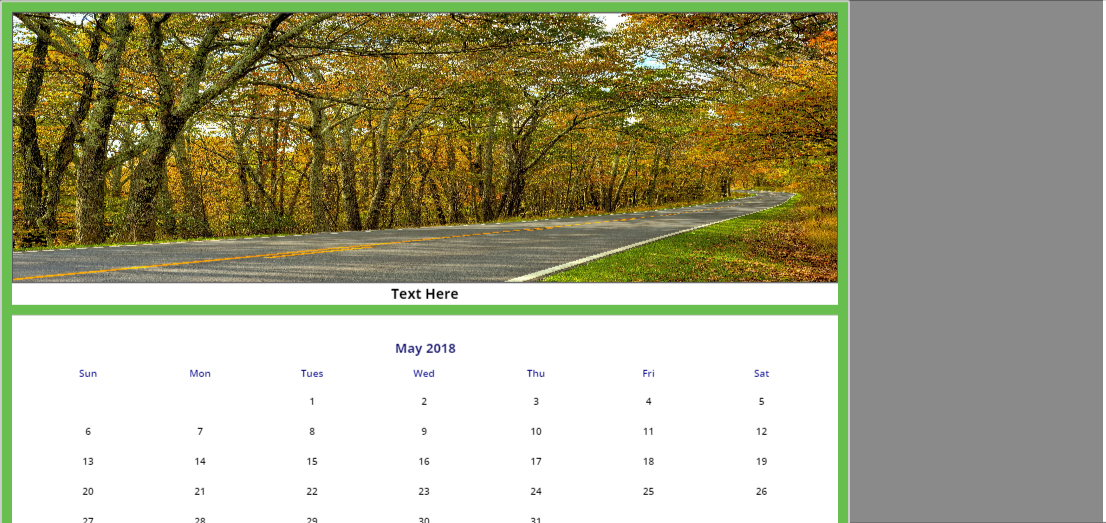 Text Here
May 2018
Sun Mon Tues Wed Thu Fri Sat
1 2 3 4 5
6 7 8 9 10 11 12
13 14 15 16 17 18 19
20 21 22 23 24 25 26
27 28 29 30 31